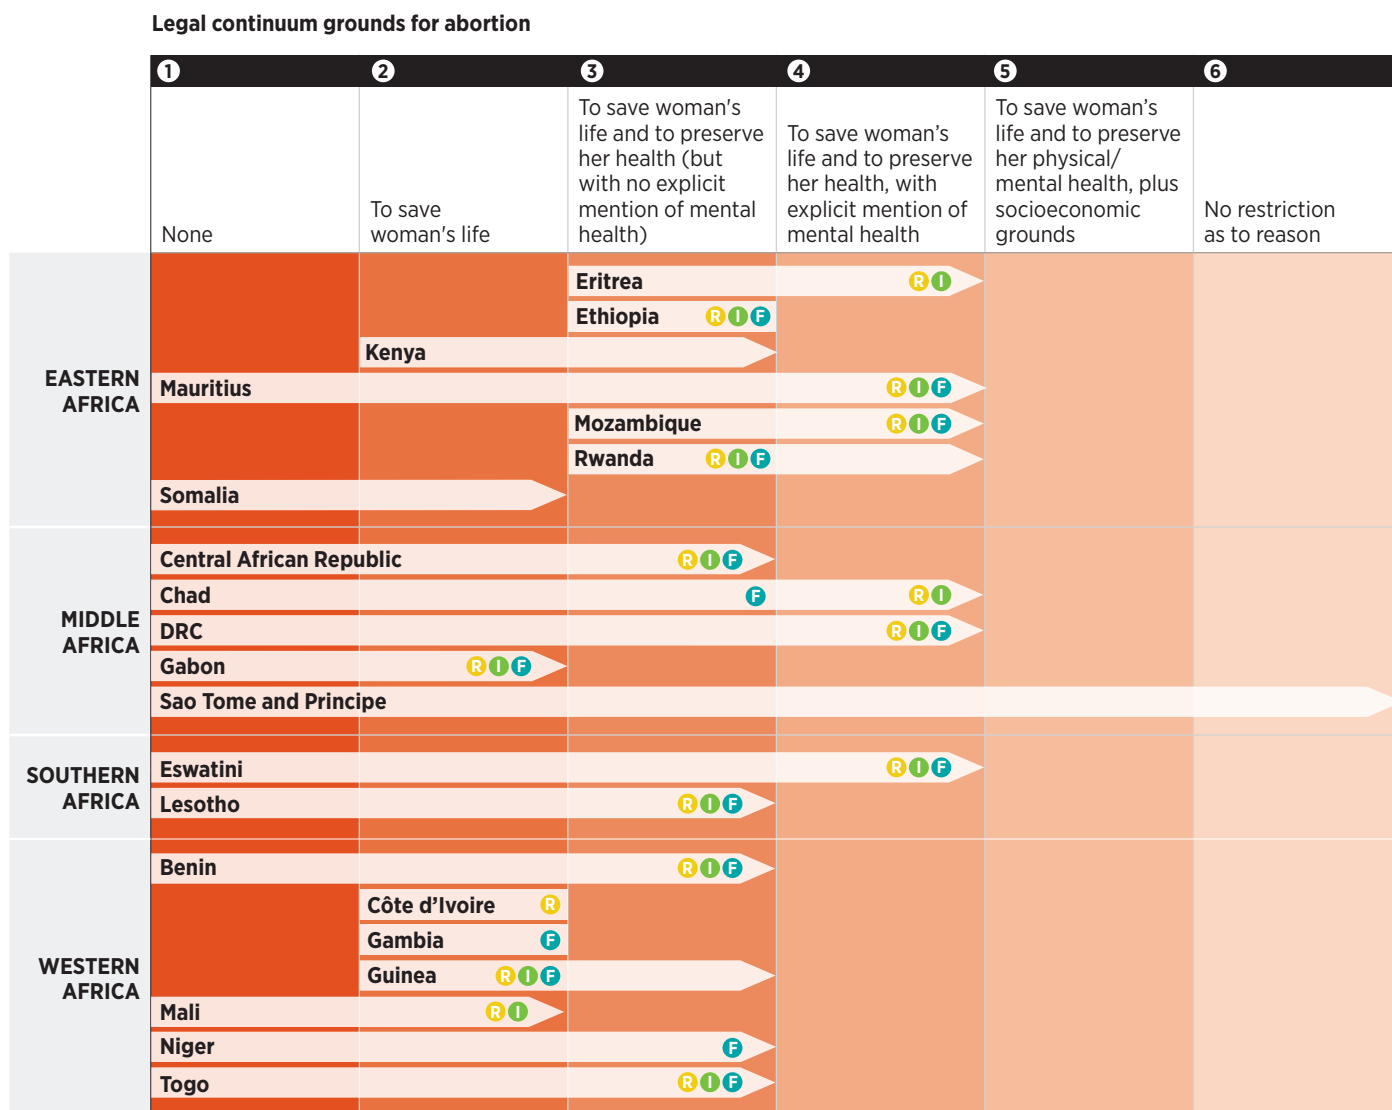 Legal continuum grounds for abortion
1
2
3
4
5
6
None
To save
woman's life
To save woman's
life and to preserve
her health (but
with no explicit
mention of mental
health)
To save woman’s
life and to preserve
her health, with
explicit mention of
mental health
To save woman’s
life and to preserve
her physical/
mental health, plus
socioeconomic
grounds
No restriction
as to reason
EASTERN
AFRICA
Eritrea R I
Ethiopia R I F
Kenya
Mauritius R I F
Mozambique R I F
Rwanda R I F
Somalia
MIDDLE
AFRICA
Central African Republic R I F
Chad F R I
DRC R I F
Gabon R I F
Sao Tome and Principe
SOUTHERN
AFRICA
Eswatini R I F
Lesotho R I F
WESTERN
AFRICA
Benin R I F
Côte d’Ivoire R
Gambia F
Guinea R I F
Mali R I
Niger F
Togo R I F